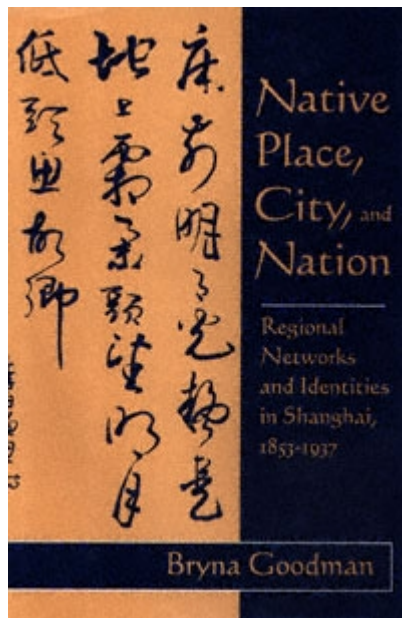 床前明月光疑是
地上霜舉頭望明月
低頭思故鄉
Native
Place,
City, and
Nation
Regional
Networks
and Identities
in Shanghai,
1853-1937
Bryna Goodman